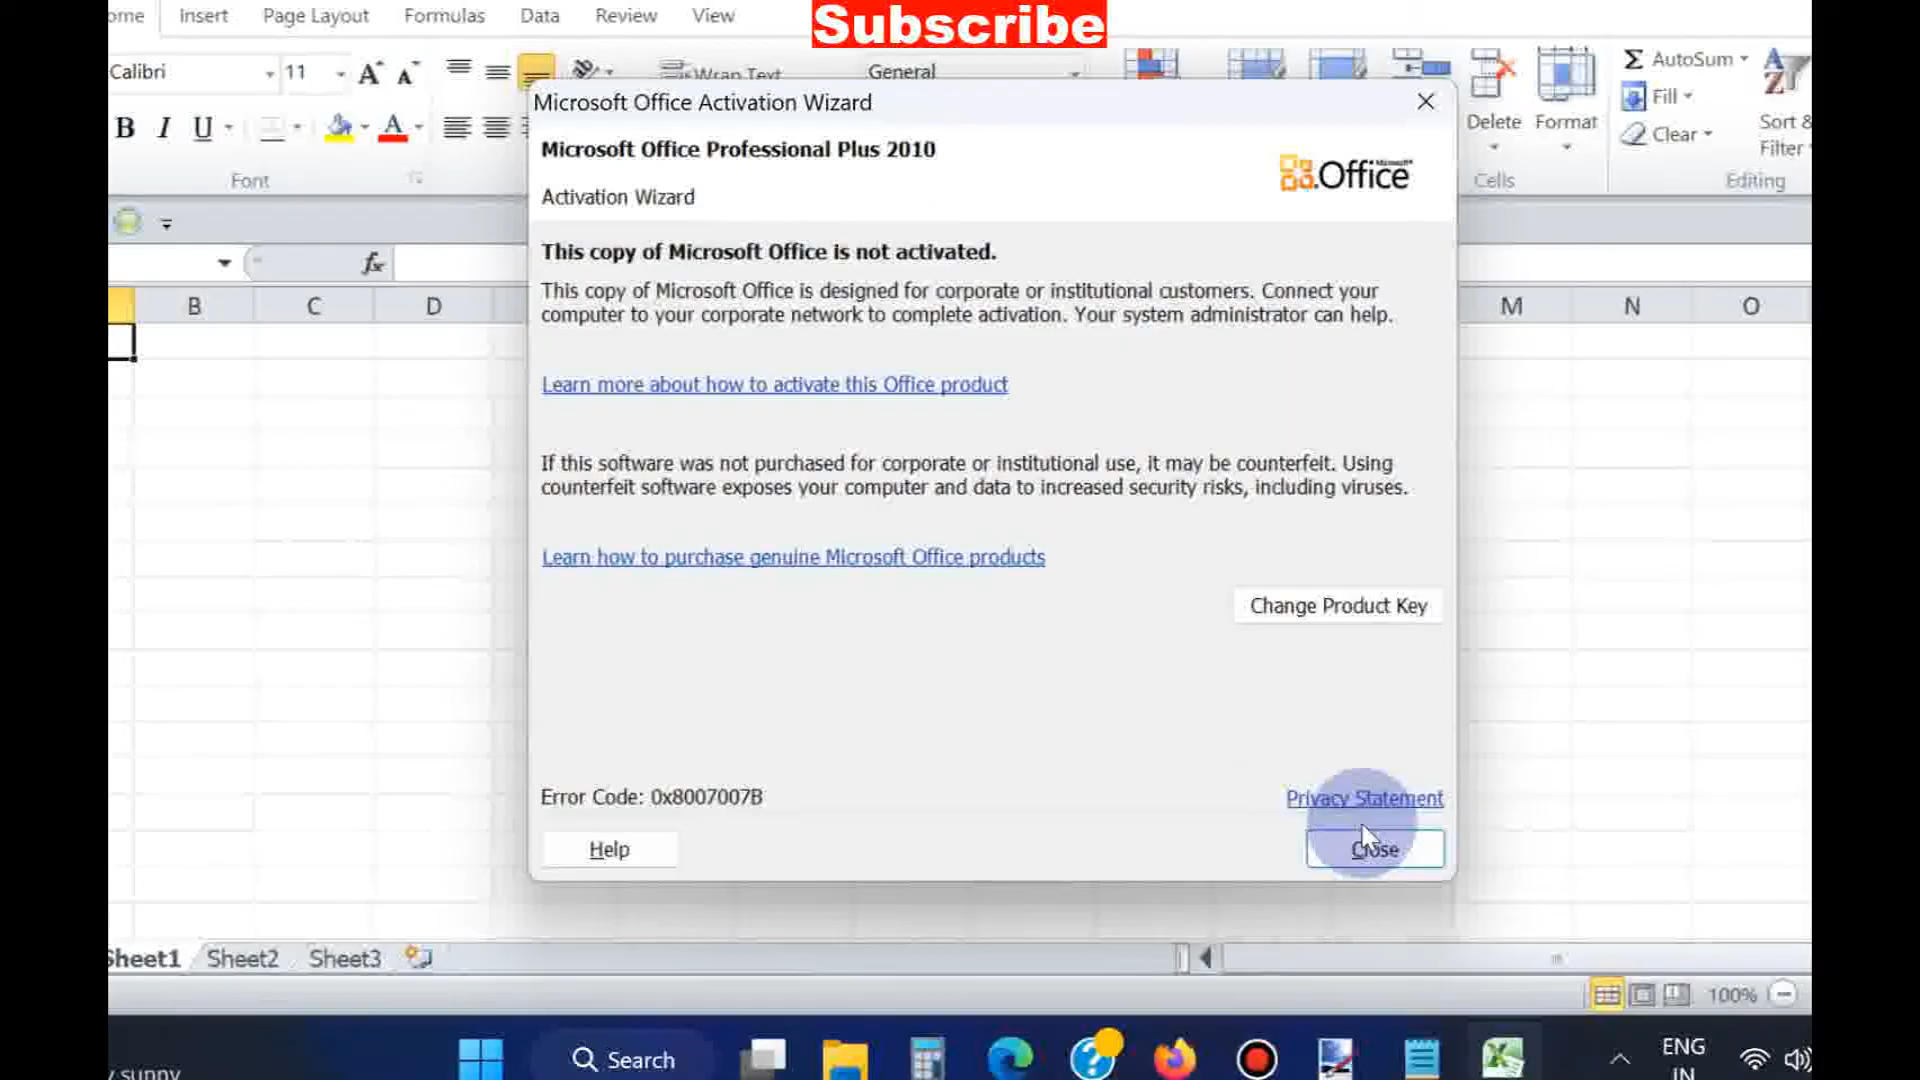 ome Insert Page Layout Formulas Data Review View
Subscribe
Calibri 11 Wrap Text General
AutoSum
Fill
Clear
Delete Format
Sort &
Filter
B I U A
Font
Cells
Editing
Microsoft Office Activation Wizard
Microsoft Office Professional Plus 2010
Microsoft Office
Activation Wizard
This copy of Microsoft Office is not activated.
This copy of Microsoft Office is designed for corporate or institutional customers. Connect your
computer to your corporate network to complete activation. Your system administrator can help.
Learn more about how to activate this Office product
If this software was not purchased for corporate or institutional use, it may be counterfeit. Using
counterfeit software exposes your computer and data to increased security risks, including viruses.
Learn how to purchase genuine Microsoft Office products
Change Product Key
Error Code: 0x8007007B
Privacy Statement
Help
Close
fx
B C D M N O
Sheet1 Sheet2 Sheet3
100%
Search
ENG
IN
sunny